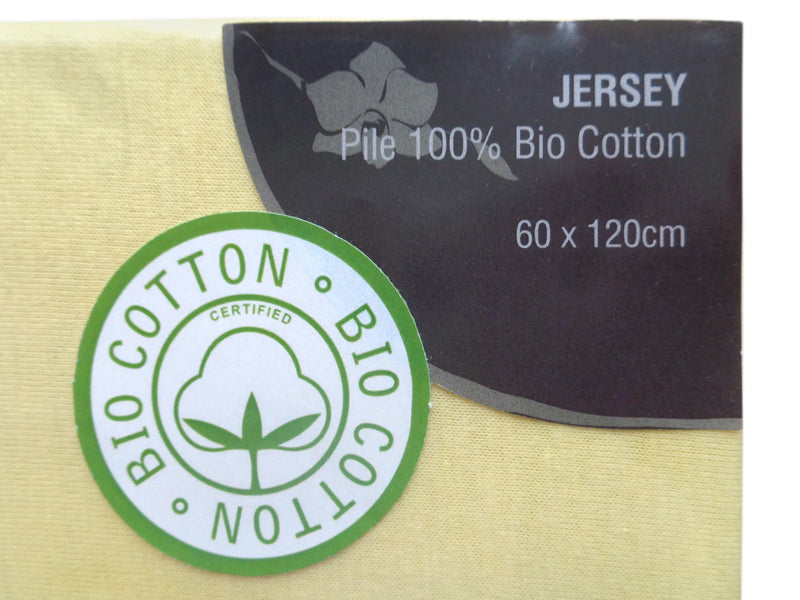 JERSEY
Pile 100% Bio Cotton
60 x 120cm
BIO COTTON
BIO COTTON
CERTIFIED